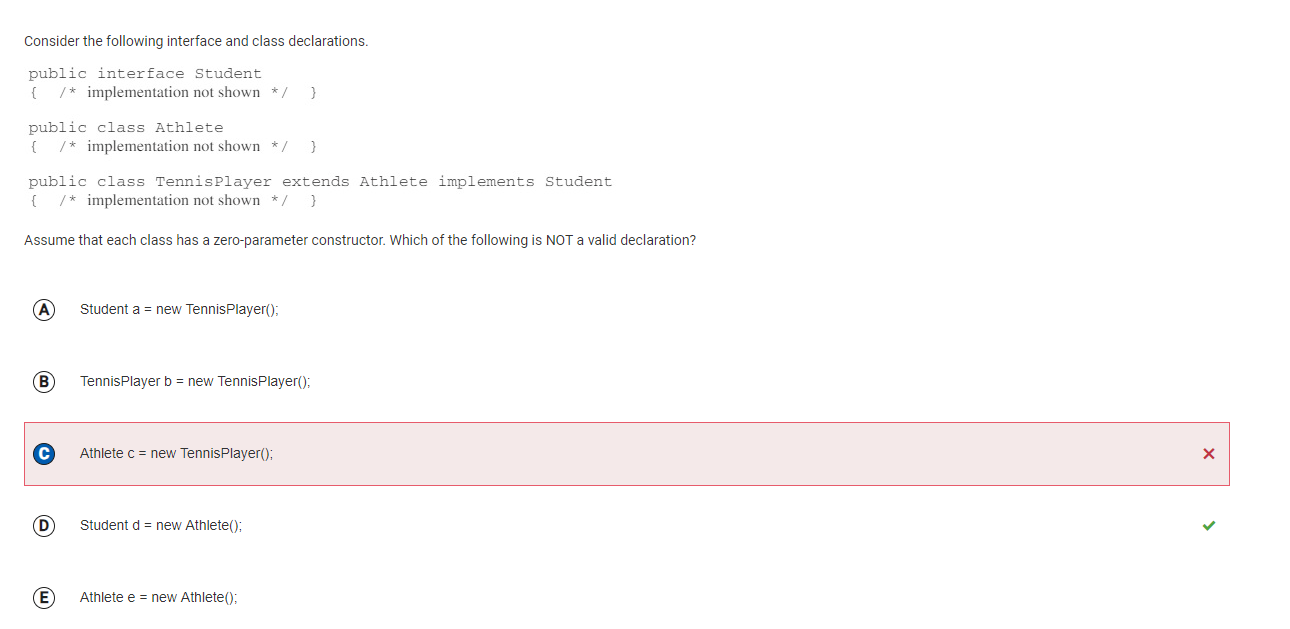 Consider the following interface and class declarations.
public interface Student
{ /* implementation not shown */ }
public class Athlete
{ /* implementation not shown */ }
public class TennisPlayer extends Athlete implements Student
{ /* implementation not shown */ }
Assume that each class has a zero-parameter constructor. Which of the following is NOT a valid declaration?
A Student a = new TennisPlayer();
B TennisPlayer b = new TennisPlayer();
C Athlete c = new TennisPlayer();
D Student d = new Athlete();
E Athlete e = new Athlete();